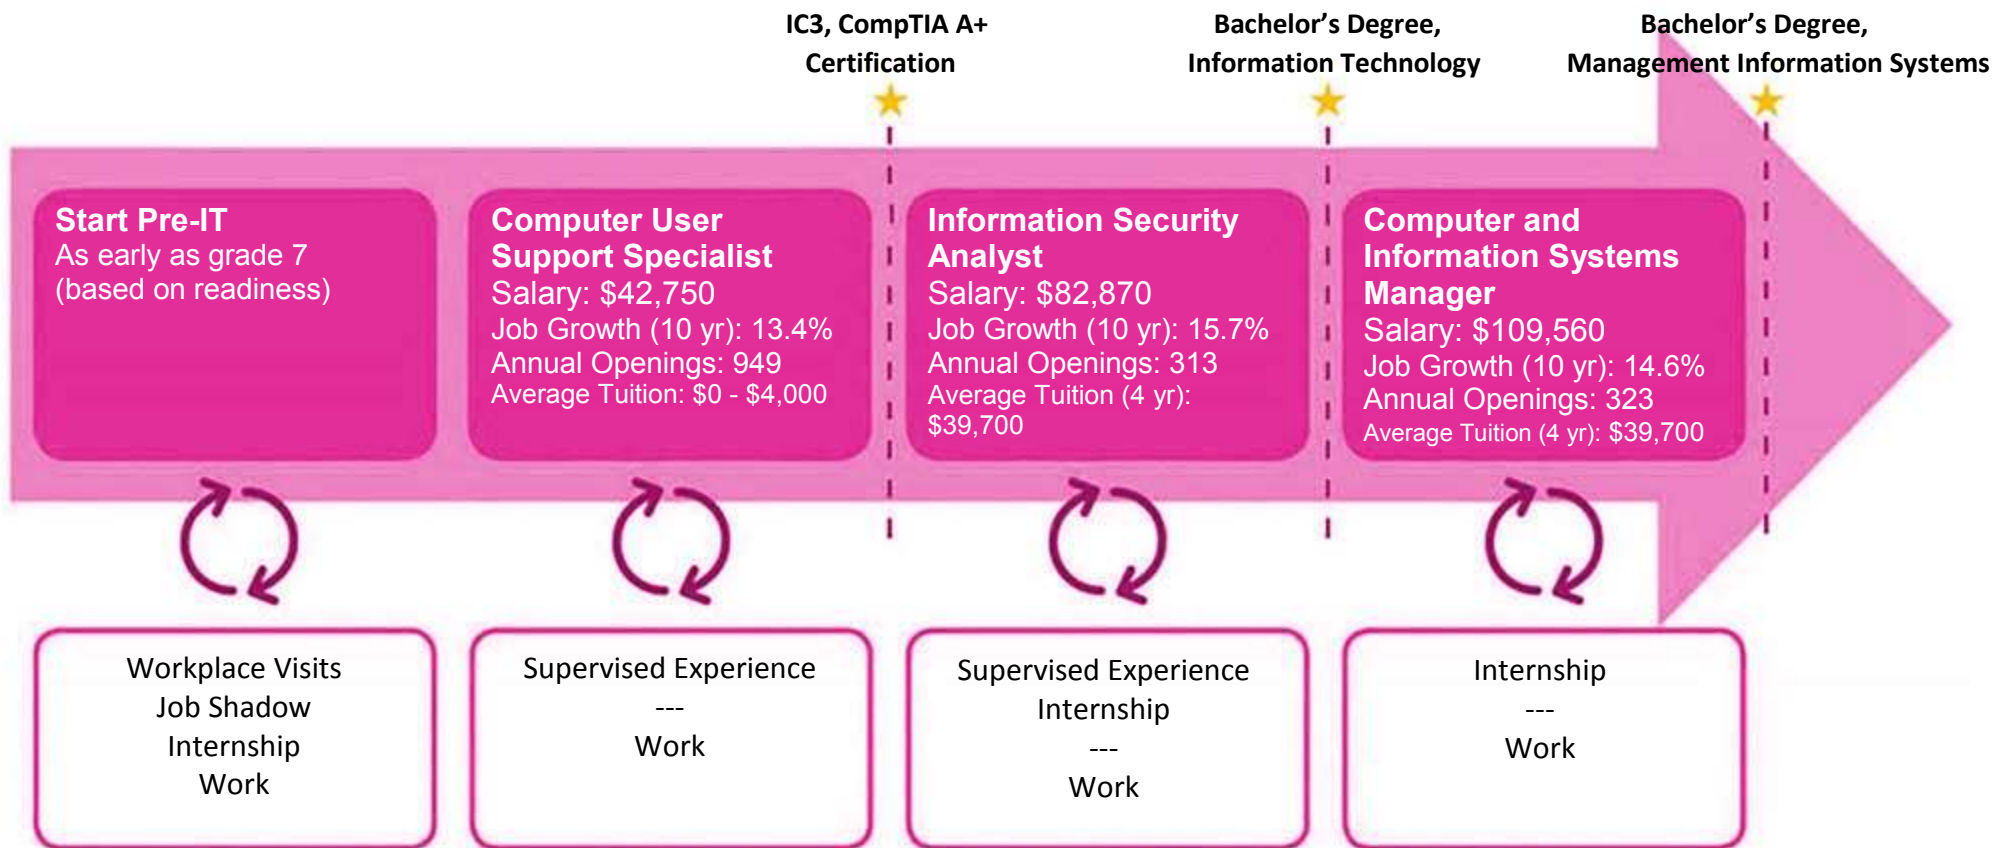 IC3, CompTIA A+
Certification
Bachelor’s Degree,
Information Technology
Bachelor’s Degree,
Management Information Systems
Start Pre-IT
As early as grade 7
(based on readiness)
Computer User
Support Specialist
Salary: $42,750
Job Growth (10 yr): 13.4%
Annual Openings: 949
Average Tuition: $0 - $4,000
Information Security
Analyst
Salary: $82,870
Job Growth (10 yr): 15.7%
Annual Openings: 313
Average Tuition (4 yr):
$39,700
Computer and
Information Systems
Manager
Salary: $109,560
Job Growth (10 yr): 14.6%
Annual Openings: 323
Average Tuition (4 yr): $39,700
Workplace Visits
Job Shadow
Internship
Work
Supervised Experience
---
Work
Supervised Experience
Internship
---
Work
Internship
---
Work